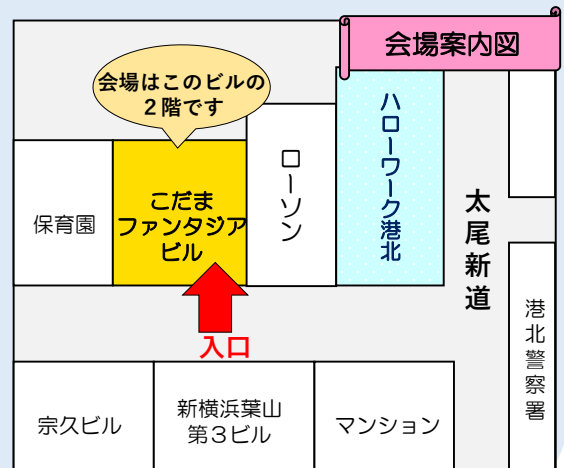 会場案内図
会場はこのビルの
２階です
保育園
こだま
ファンタジア
ビル
ローソン
ハローワーク港北
太尾新道
港北警察署
入口
宗久ビル
新横浜葉山
第３ビル
マンション